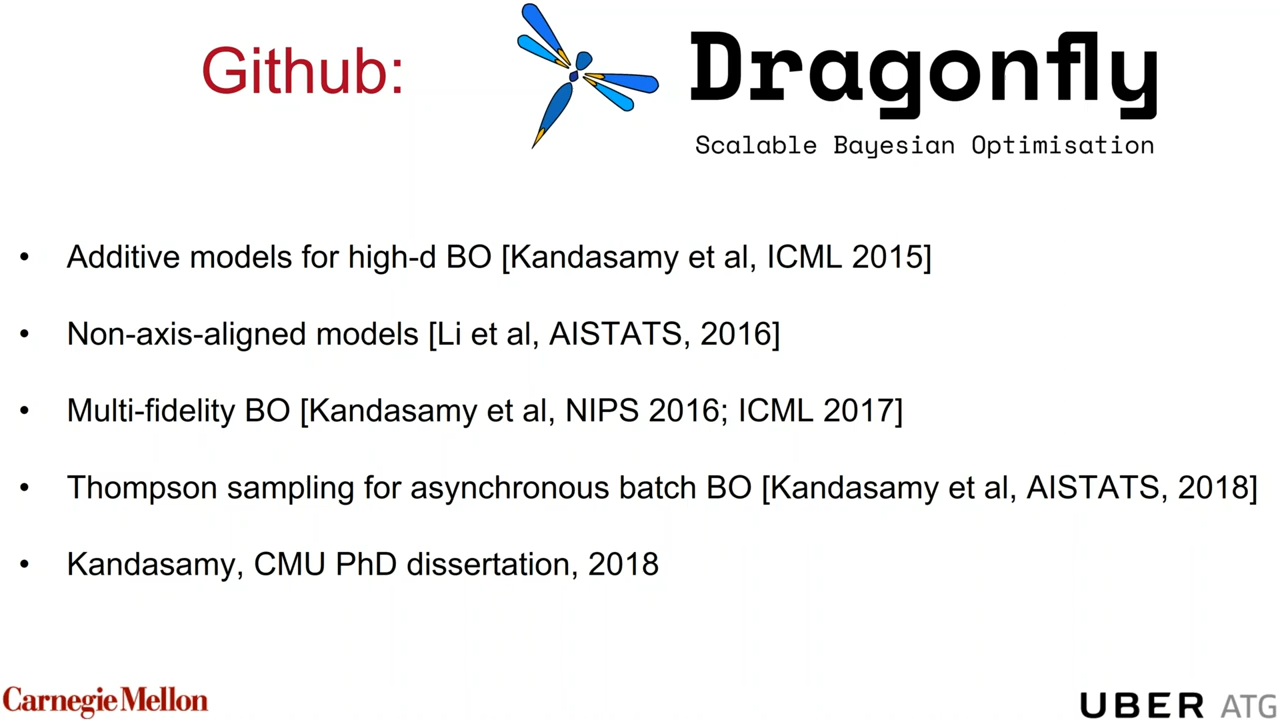 Github:
Dragonfly
Scalable Bayesian Optimisation
• Additive models for high-d BO [Kandasamy et al, ICML 2015]
• Non-axis-aligned models [Li et al, AISTATS, 2016]
• Multi-fidelity BO [Kandasamy et al, NIPS 2016; ICML 2017]
• Thompson sampling for asynchronous batch BO [Kandasamy et al, AISTATS, 2018]
• Kandasamy, CMU PhD dissertation, 2018
Carnegie Mellon
UBER ATG